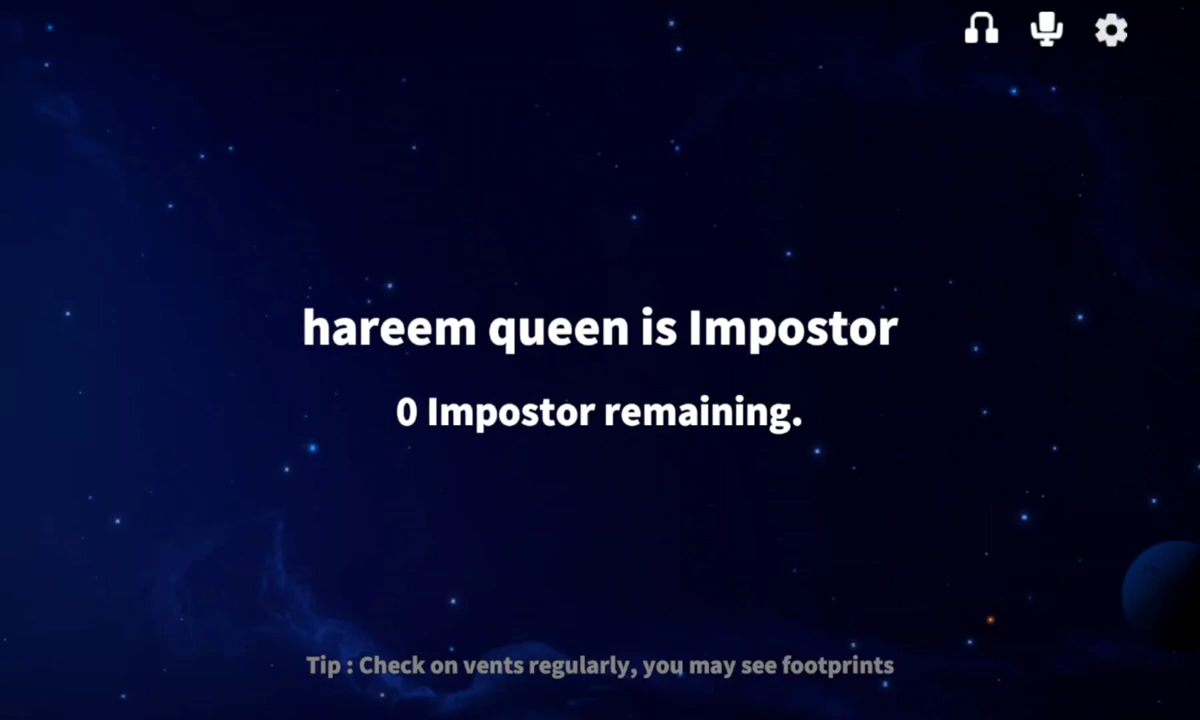 hareem queen is Impostor
0 Impostor remaining.
Tip : Check on vents regularly, you may see footprints